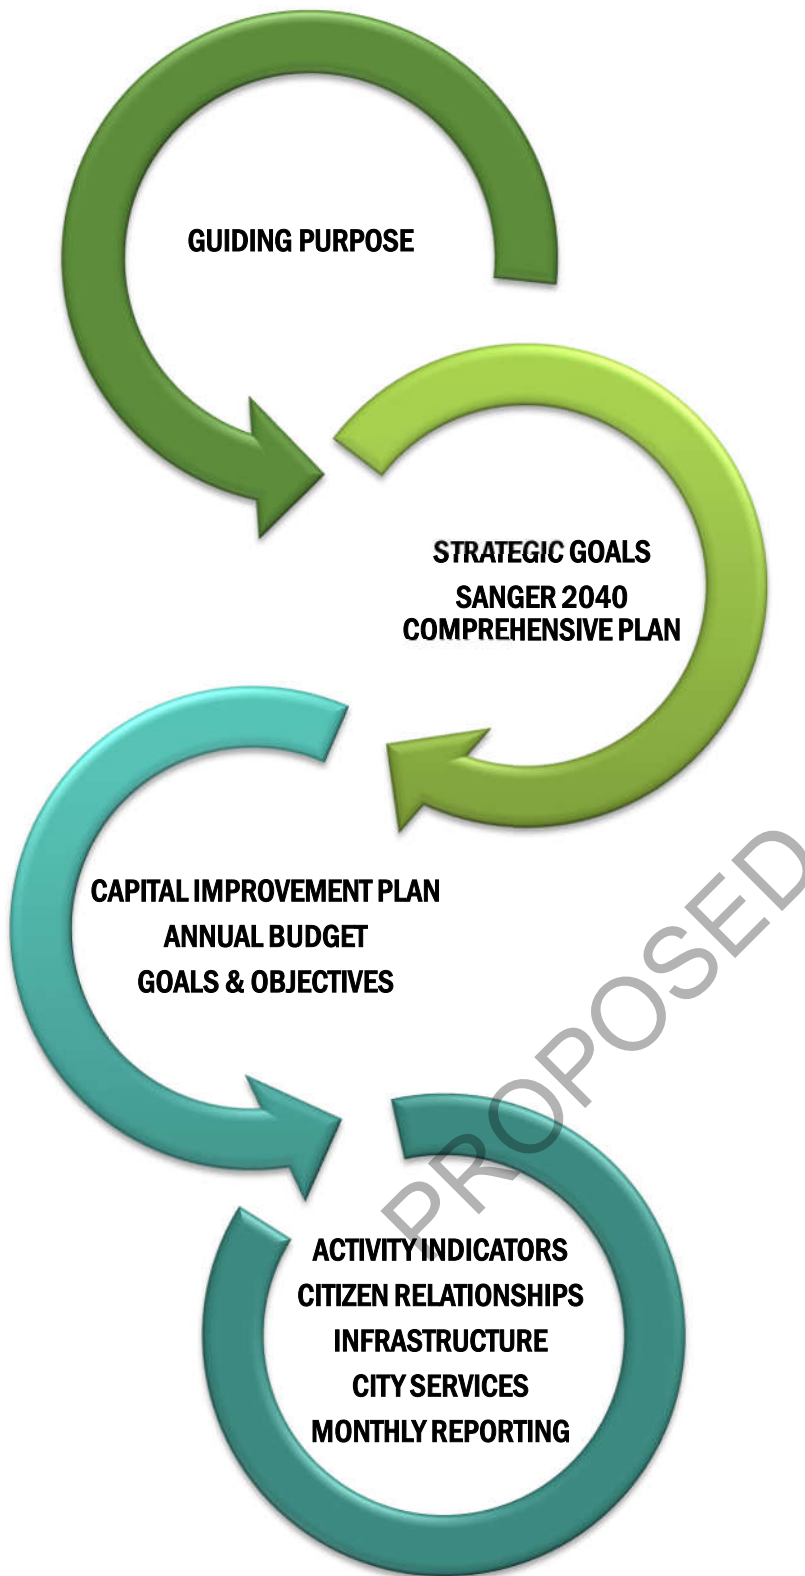 GUIDING PURPOSE
STRATEGIC GOALS
SANGER 2040
COMPREHENSIVE PLAN
CAPITAL IMPROVEMENT PLAN
ANNUAL BUDGET
GOALS & OBJECTIVES
PROPOSED
ACTIVITY INDICATORS
CITIZEN RELATIONSHIPS
INFRASTRUCTURE
CITY SERVICES
MONTHLY REPORTING